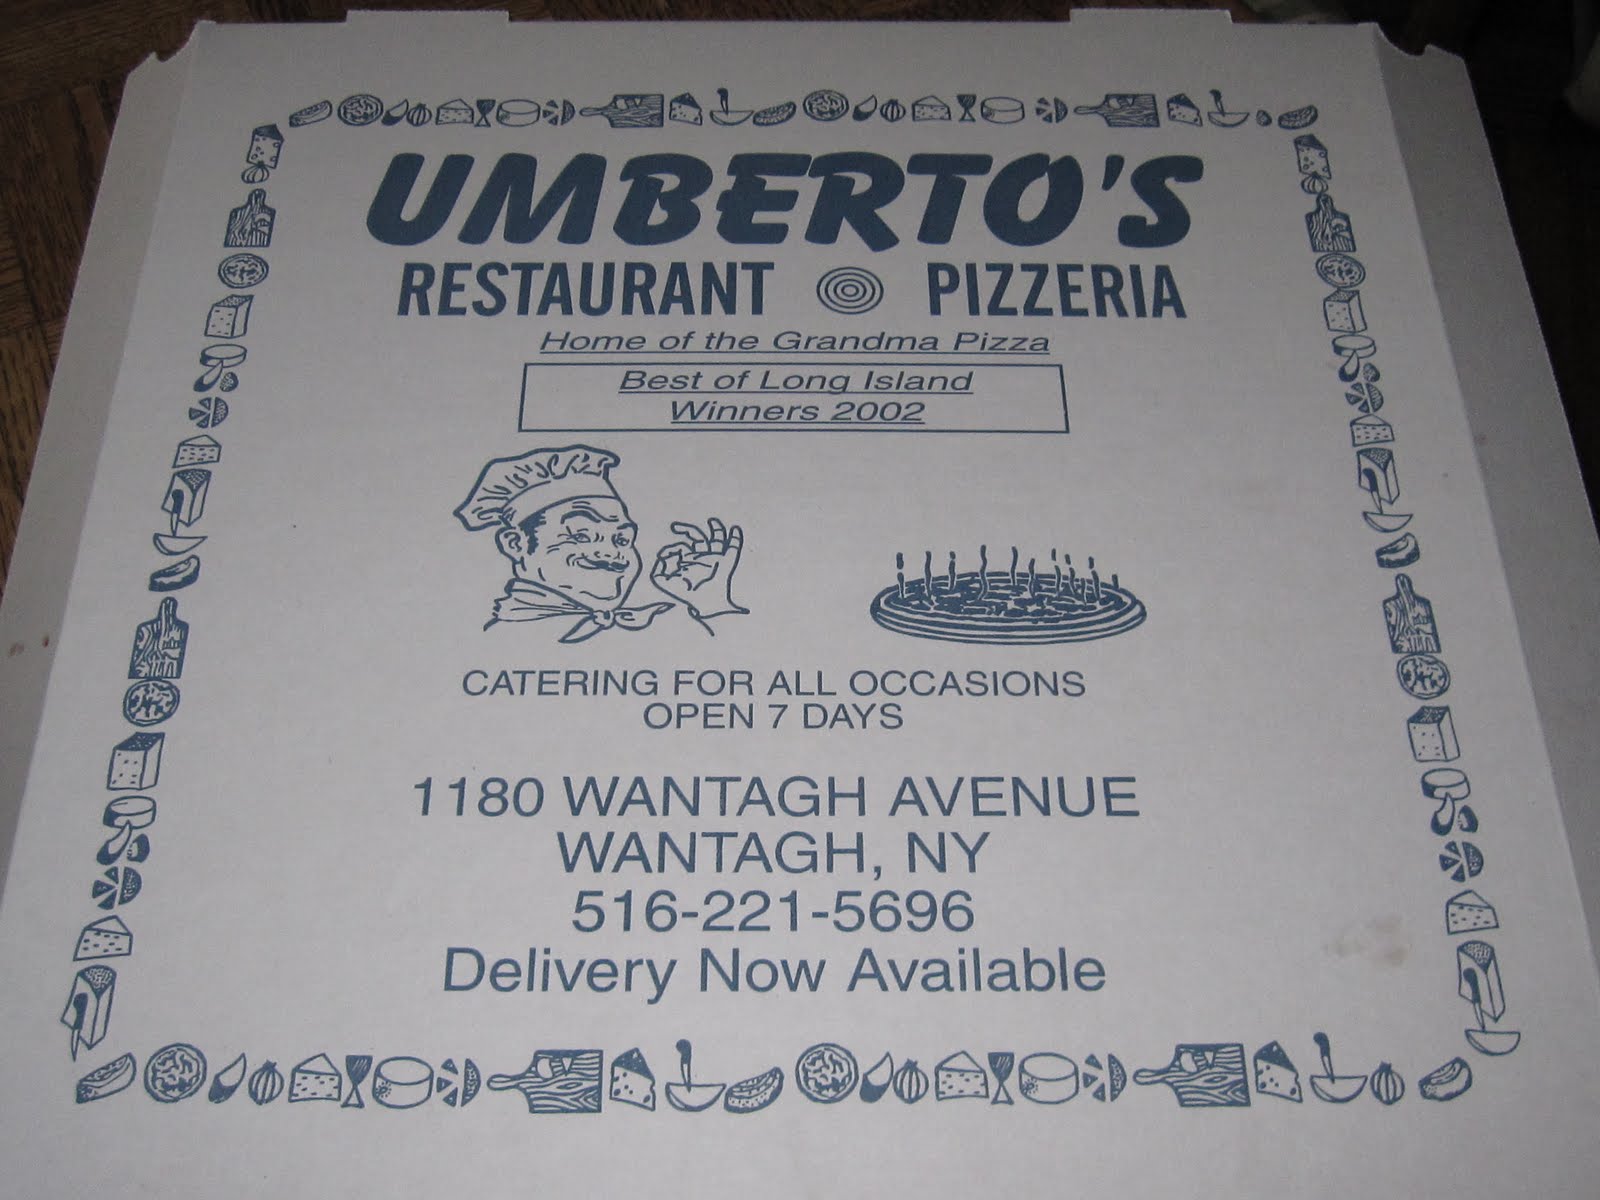 UMBERTO'S
RESTAURANT PIZZERIA
Home of the Grandma Pizza
Best of Long Island
Winners 2002
CATERING FOR ALL OCCASIONS
OPEN 7 DAYS
1180 WANTAGH AVENUE
WANTAGH, NY
516-221-5696
Delivery Now Available